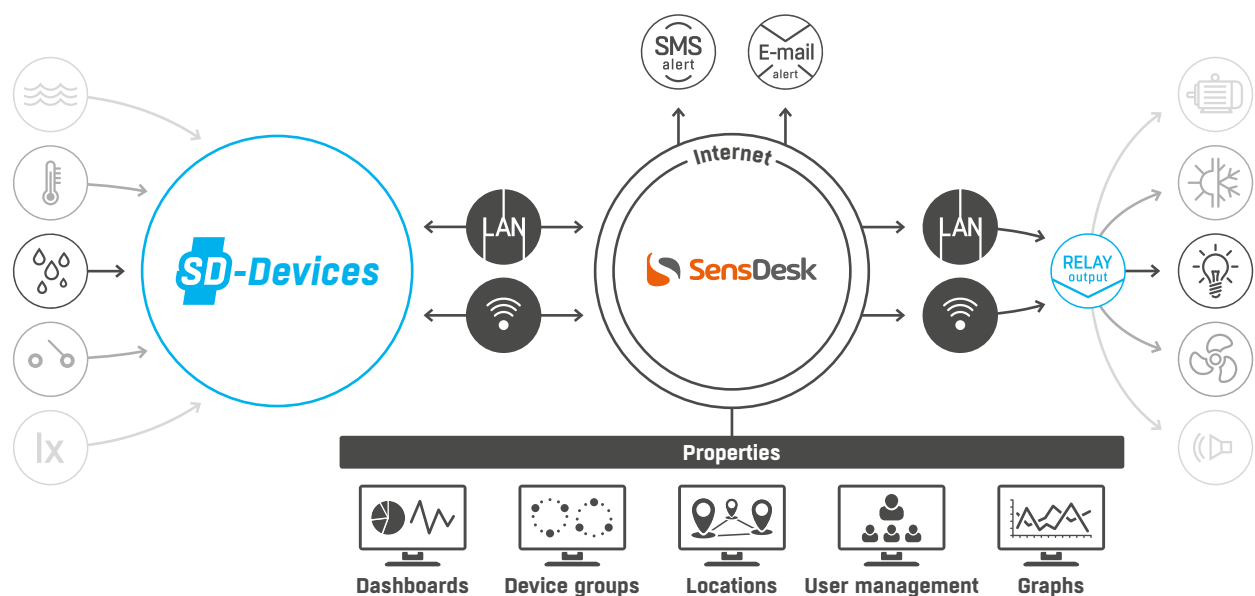 SMS
alert
E-mail
alert
Internet
LAN
LAN
SD-Devices
SensDesk
RELAY
output
lx
Properties
Dashboards
Device groups
Locations
User management
Graphs